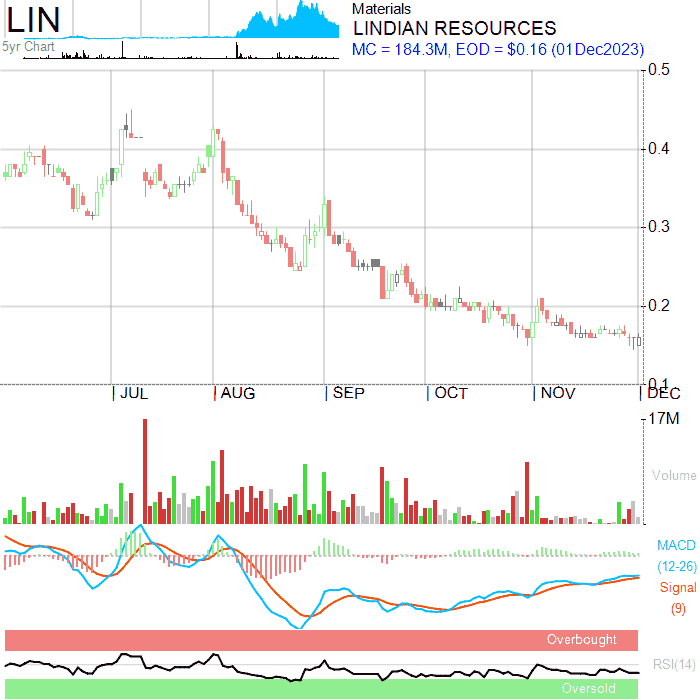 LIN
Materials
LINDIAN RESOURCES
5yr Chart
MC = 184.3M, EOD = $0.16 (01Dec2023)
0.5
0.4
0.3
0.2
0.1
JUL
AUG
SEP
OCT
NOV
DEC
17M
Volume
MACD
(12-26)
Signal
(9)
Overbought
RSI(14)
Oversold